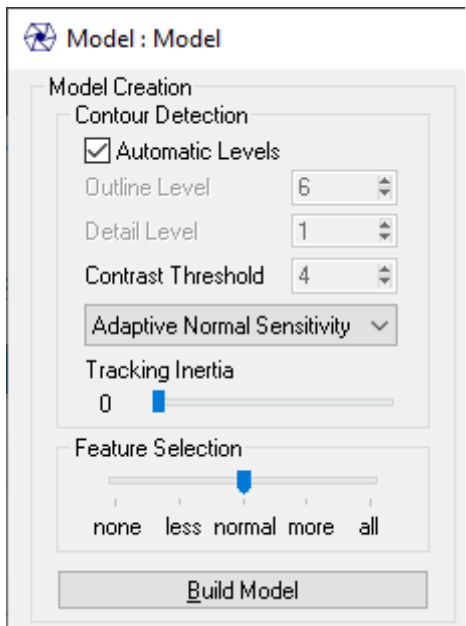 Model : Model
Model Creation
Contour Detection
Automatic Levels
Outline Level 6
Detail Level 1
Contrast Threshold 4
Adaptive Normal Sensitivity
Tracking Inertia
0
Feature Selection
none less normal more all
Build Model